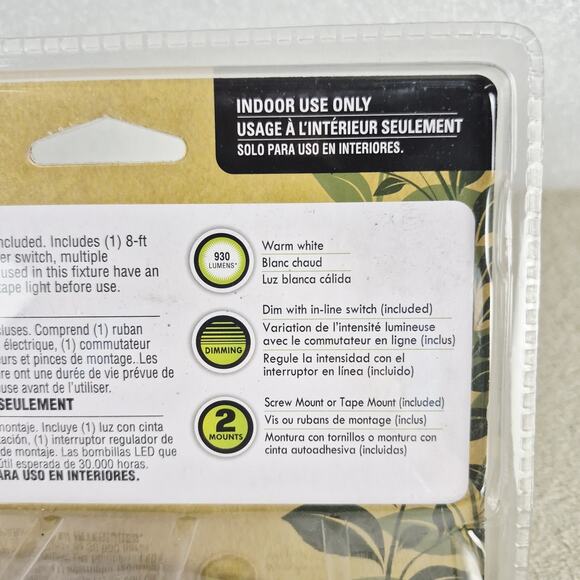 INDOOR USE ONLY
USAGE À L'INTÉRIEUR SEULEMENT
SOLO PARA USO EN INTERIORES.
ncluded. Includes (1) 8-ft
er switch, multiple
used in this fixture have an
tape light before use.
luses. Comprend (1) ruban
électrique, (1) commutateur
eurs et pinces de montage. Les
ire ont une durée de vie prévue de
use avant de l'utiliser.
SEULEMENT
montaje. Incluye (1) luz con cinta
tación, (1) interruptor regulador de
de montaje. Las bombillas LED que
útil esperada de 30.000 horas.
ARA USO EN INTERIORES.
930
LUMENS*
Warm white
Blanc chaud
Luz blanca cálida
DIMMING
Dim with in-line switch (included)
Variation de l'intensité lumineuse
avec le commutateur en ligne (inclus)
Regule la intensidad con el
interruptor en línea (incluido)
2
MOUNTS
Screw Mount or Tape Mount (included)
Vis ou rubans de montage (inclus)
Montura con tornillos o montura con
cinta autoadhesiva (incluidas)